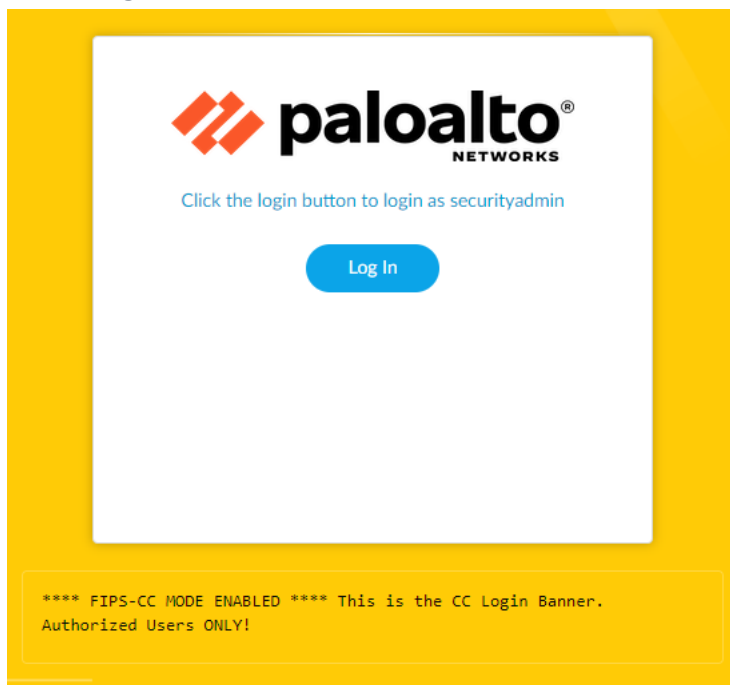 paloalto®
NETWORKS
Click the login button to login as securityadmin
Log In
**** FIPS-CC MODE ENABLED **** This is the CC Login Banner.
Authorized Users ONLY!